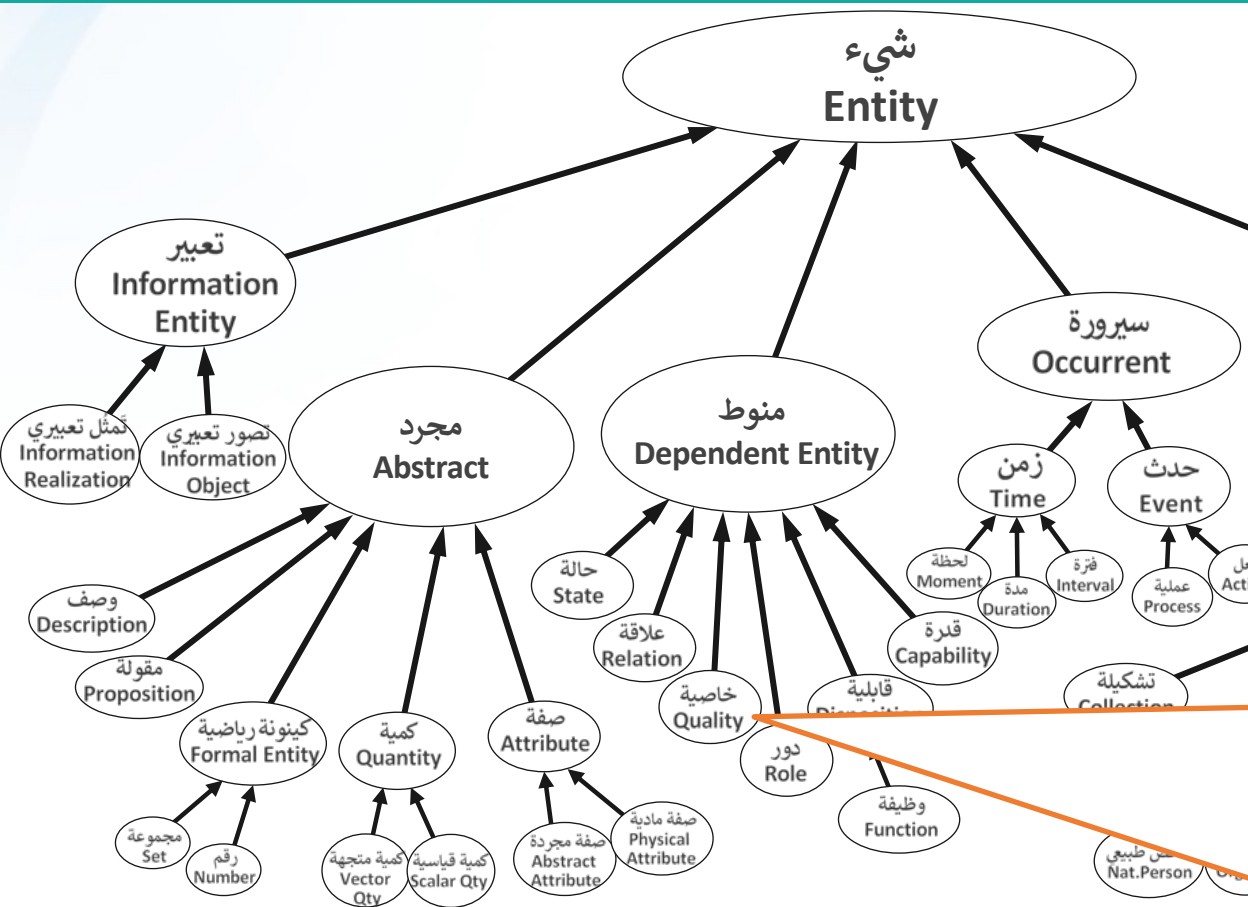 شيء
Entity
تعبير
Information
Entity
سيرورة
Occurrent
مجرد
Abstract
منوط
Dependent Entity
تَمثُل تعبيري
Information
Realization
تصور تعبيري
Information
Object
زمن
Time
حدث
Event
لحظة
Moment
مدة
Duration
فترة
Interval
عملية
Process
وصف
Description
مقولة
Proposition
كينونة رياضية
Formal Entity
كمية
Quantity
صفة
Attribute
حالة
State
علاقة
Relation
خاصية
Quality
دور
Role
قابلية
Disposition
قدرة
Capability
وظيفة
Function
تشكيلة
Collection
مجموعة
Set
رقم
Number
كمية متجهة
Vector
Qty
كمية قياسية
Scalar Qty
صفة مجردة
Abstract
Attribute
صفة مادية
Physical
Attribute
طبيعي
Nat.Person